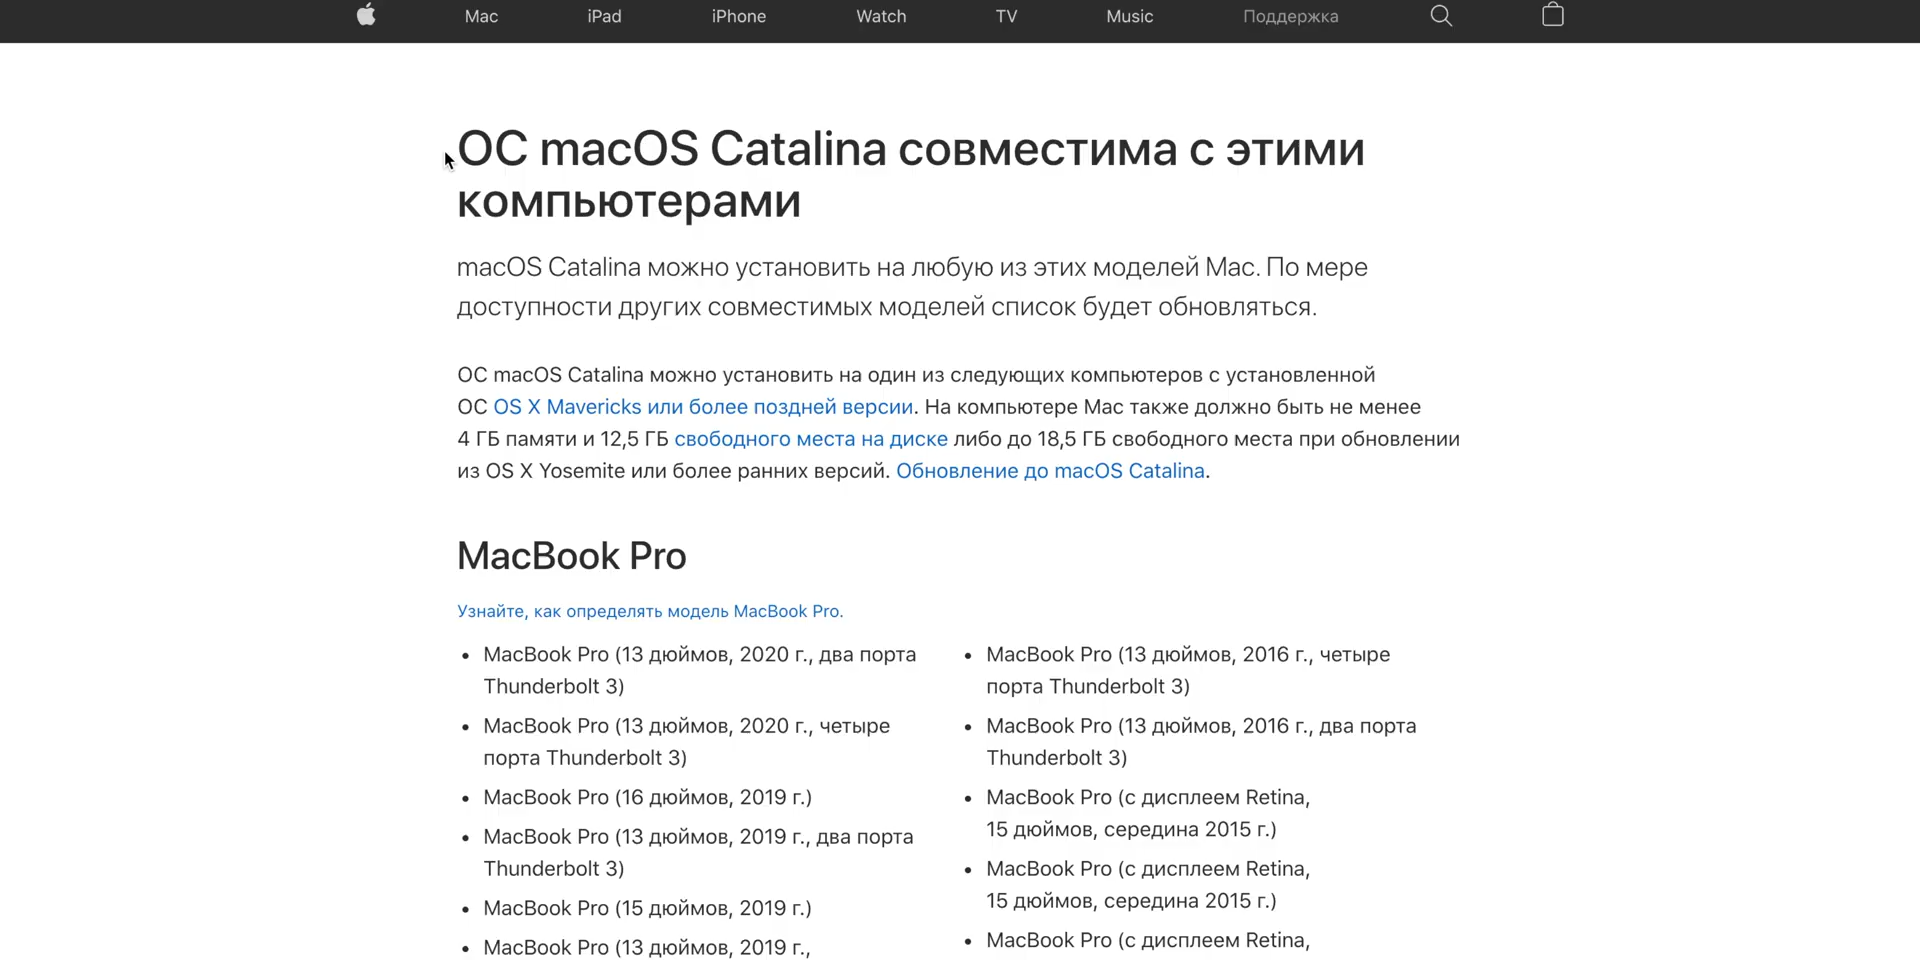 Mac iPad iPhone Watch TV Music Поддержка
ОС macOS Catalina совместима с этими
компьютерами
macOS Catalina можно установить на любую из этих моделей Mac. По мере
доступности других совместимых моделей список будет обновляться.
ОС macOS Catalina можно установить на один из следующих компьютеров с установленной
ОС OS X Mavericks или более поздней версии. На компьютере Mac также должно быть не менее
4 ГБ памяти и 12,5 ГБ свободного места на диске либо до 18,5 ГБ свободного места при обновлении
из OS X Yosemite или более ранних версий. Обновление до macOS Catalina.
MacBook Pro
Узнайте, как определять модель MacBook Pro.
• MacBook Pro (13 дюймов, 2020 г., два порта
Thunderbolt 3)
• MacBook Pro (13 дюймов, 2020 г., четыре
порта Thunderbolt 3)
• MacBook Pro (16 дюймов, 2019 г.)
• MacBook Pro (13 дюймов, 2019 г., два порта
Thunderbolt 3)
• MacBook Pro (15 дюймов, 2019 г.)
• MacBook Pro (13 дюймов, 2019 г.,
• MacBook Pro (13 дюймов, 2016 г., четыре
порта Thunderbolt 3)
• MacBook Pro (13 дюймов, 2016 г., два порта
Thunderbolt 3)
• MacBook Pro (с дисплеем Retina,
15 дюймов, середина 2015 г.)
• MacBook Pro (с дисплеем Retina,
15 дюймов, середина 2015 г.)
• MacBook Pro (с дисплеем Retina,